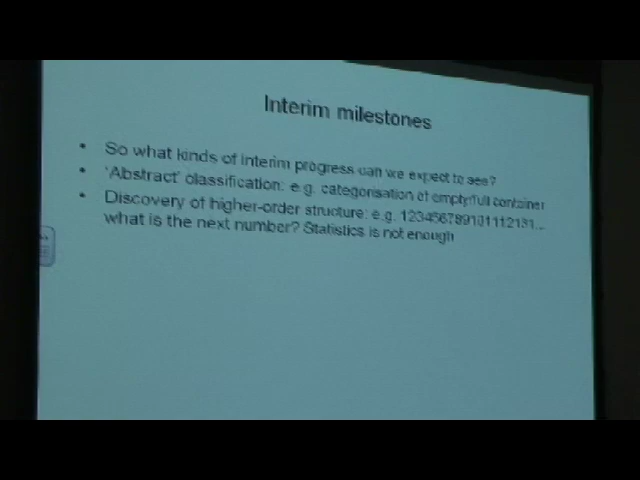 Interim milestones
• So what kinds of interim progress can we expect to see?
• 'Abstract' classification: e.g. categorisation of empty/full container
• Discovery of higher-order structure: e.g. 123456789101112131...
what is the next number? Statistics is not enough